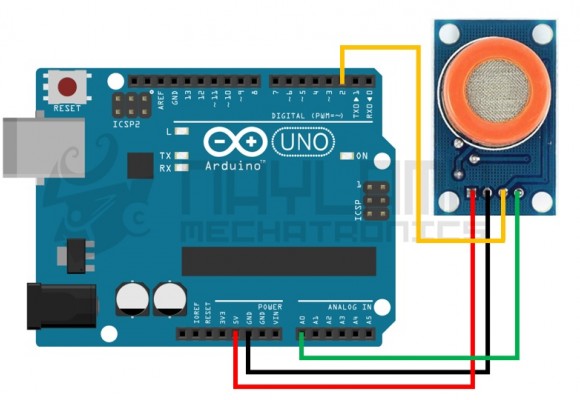 RESET
ICSP2
AREF
GND
13
12
~11
~10
~9
8
7
~6
~5
4
~3
2
TXD▶1
RXD◀0
DIGITAL (PWM=~)
L
TX
RX
UNO
Arduino™
ON
ICSP
1
NAYLAMP
MECHATRONICS
IOREF
RESET
3V3
5V
GND
GND
VIN
POWER
ANALOG IN
A0
A1
A2
A3
A4
A5